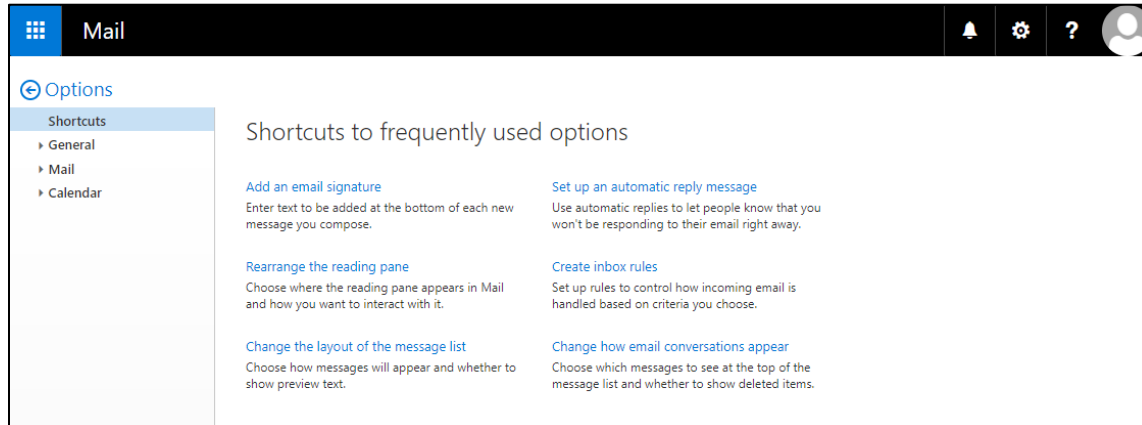 Mail
?
Options
Shortcuts
General
Mail
Calendar
Shortcuts to frequently used options
Add an email signature
Enter text to be added at the bottom of each new
message you compose.
Set up an automatic reply message
Use automatic replies to let people know that you
won't be responding to their email right away.
Rearrange the reading pane
Choose where the reading pane appears in Mail
and how you want to interact with it.
Create inbox rules
Set up rules to control how incoming email is
handled based on criteria you choose.
Change the layout of the message list
Choose how messages will appear and whether to
show preview text.
Change how email conversations appear
Choose which messages to see at the top of the
message list and whether to show deleted items.